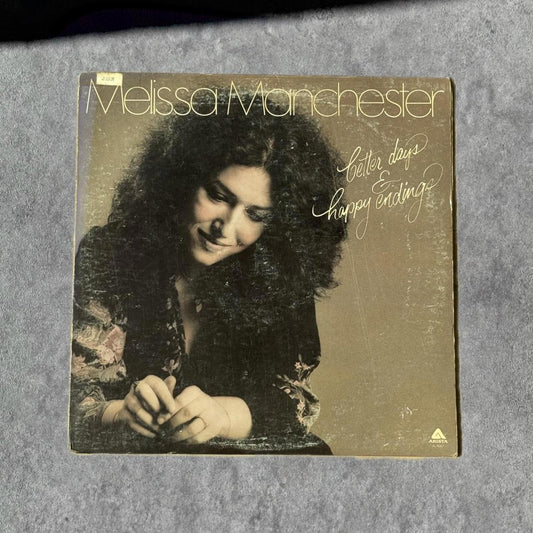 Melissa Manchester
better days
&
happy endings
ARISTA